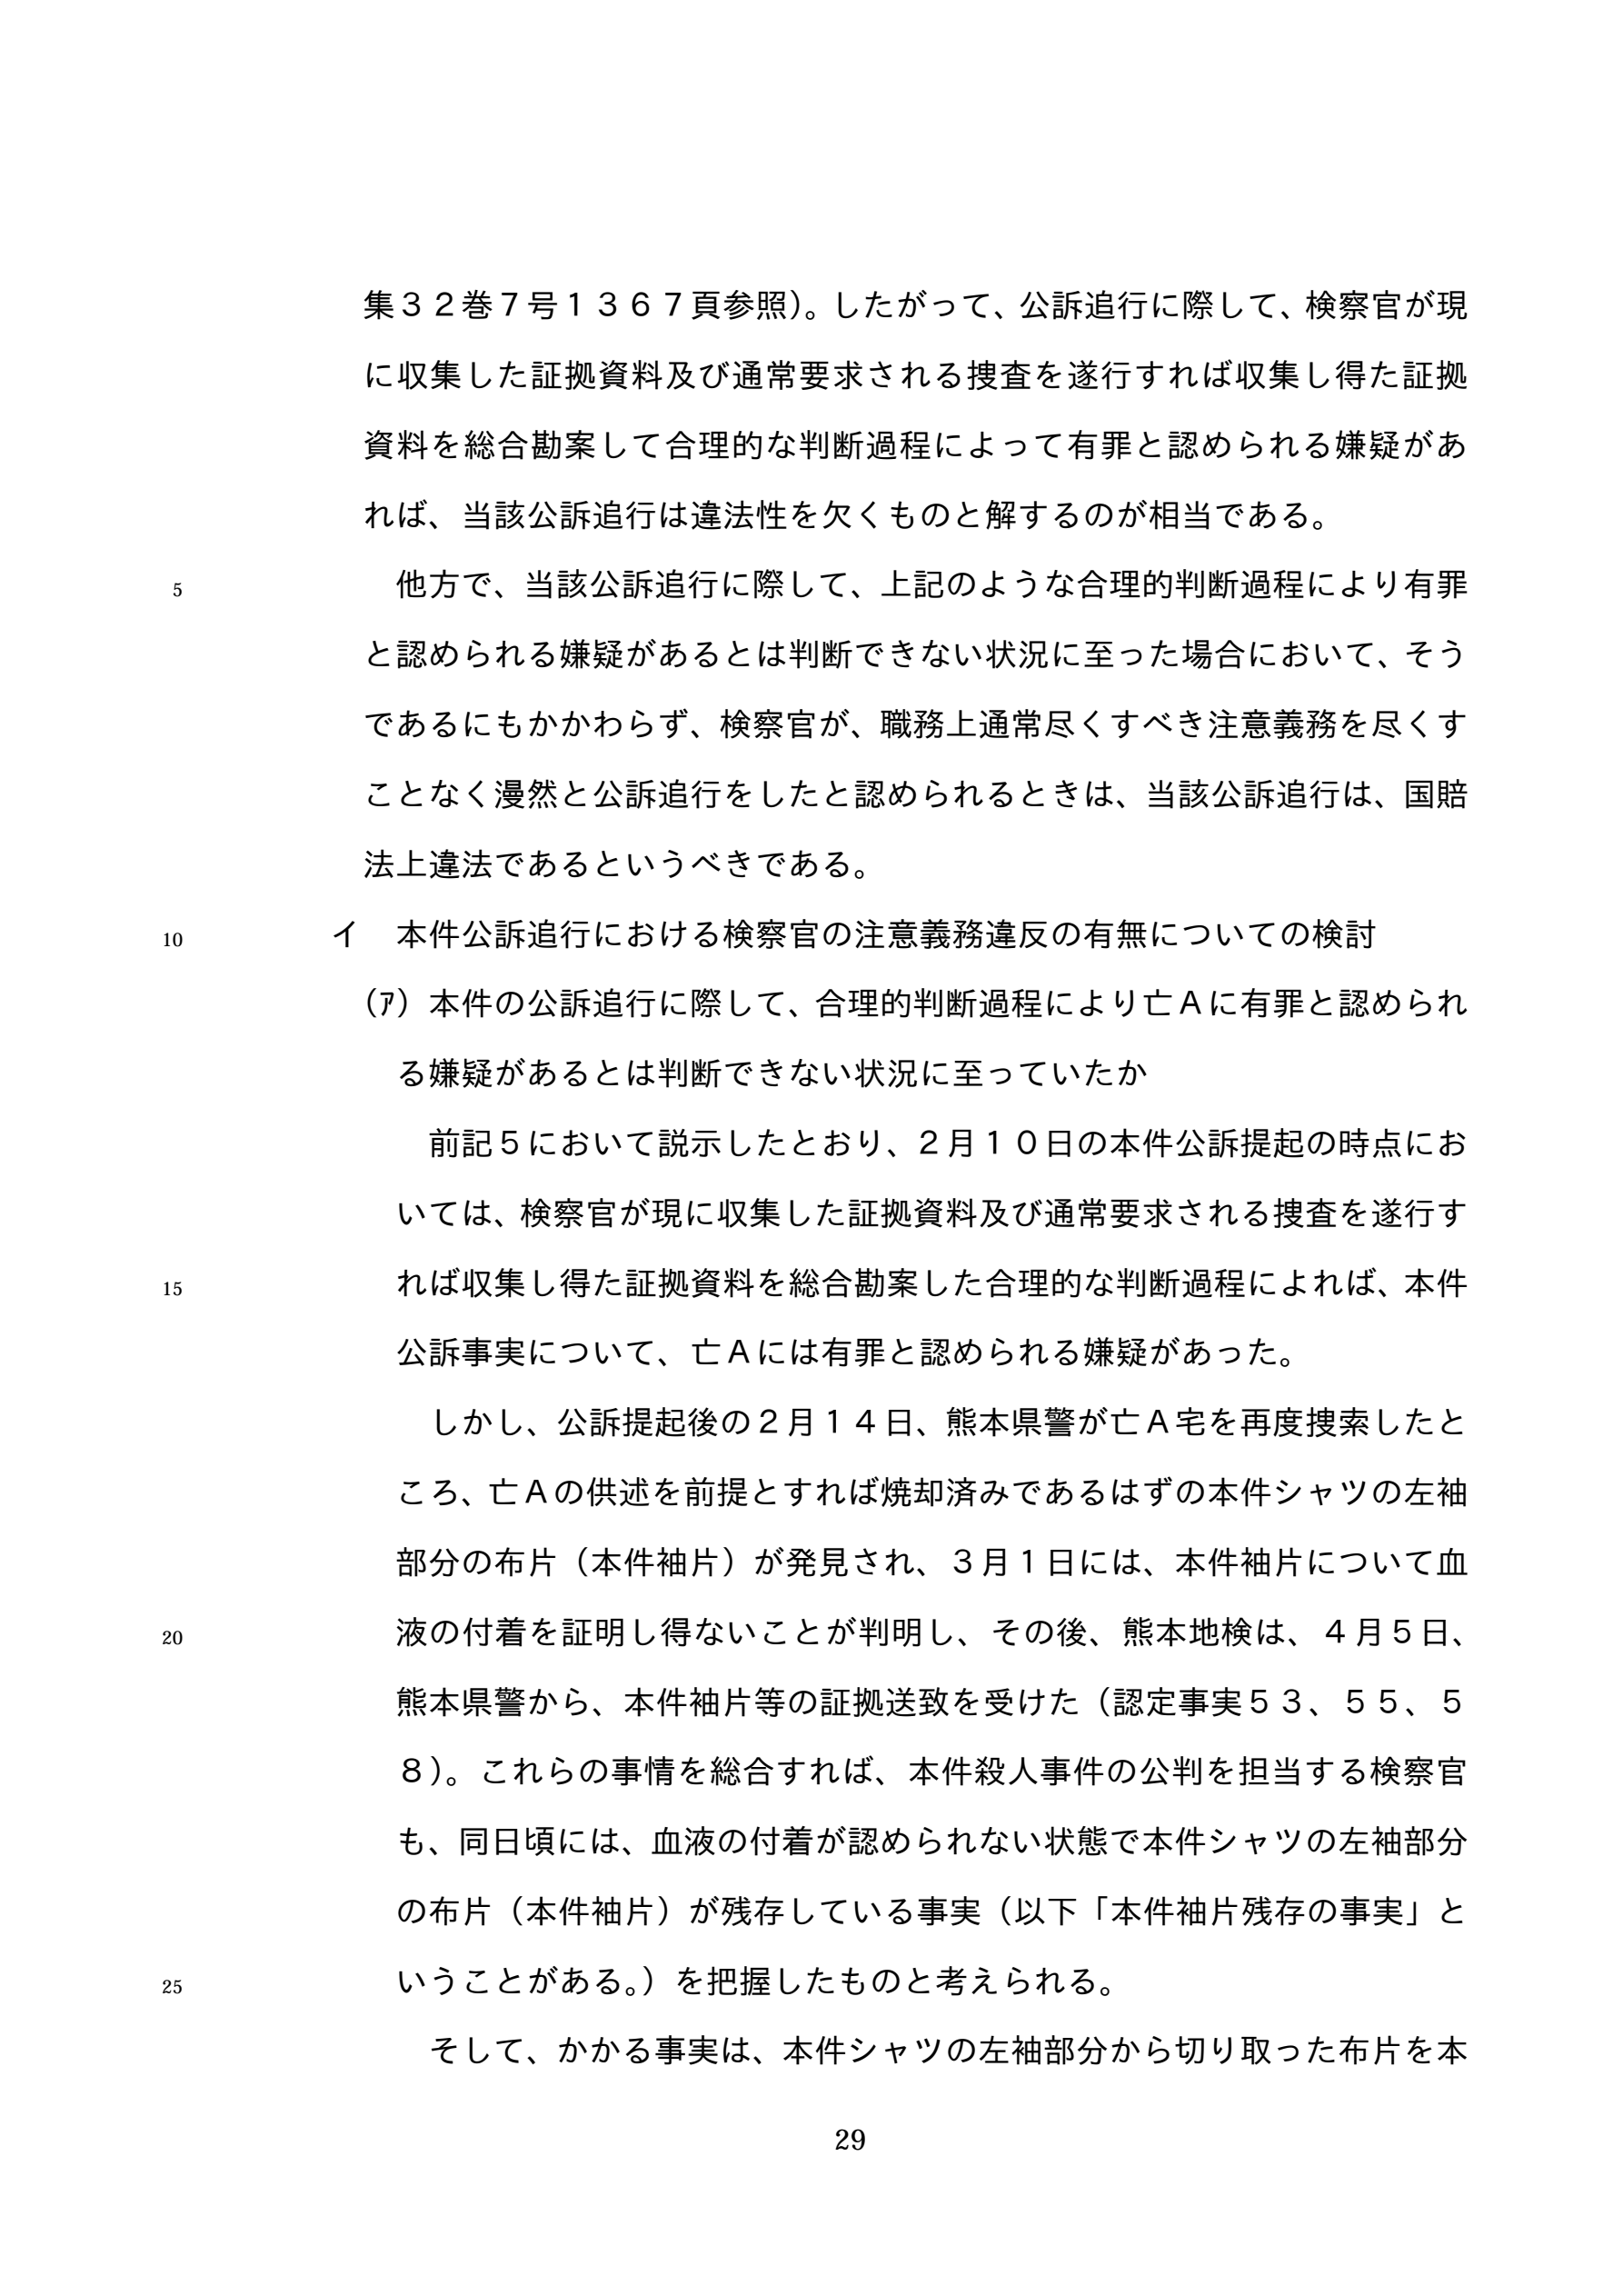 集３２巻７号１３６７頁参照）。したがって、公訴追行に際して、検察官が現
に収集した証拠資料及び通常要求される捜査を遂行すれば収集し得た証拠
資料を総合勘案して合理的な判断過程によって有罪と認められる嫌疑があ
れば、当該公訴追行は違法性を欠くものと解するのが相当である。
5 他方で、当該公訴追行に際して、上記のような合理的判断過程により有罪
と認められる嫌疑があるとは判断できない状況に至った場合において、そう
であるにもかかわらず、検察官が、職務上通常尽くすべき注意義務を尽くす
ことなく漫然と公訴追行をしたと認められるときは、当該公訴追行は、国賠
法上違法であるというべきである。
10 イ　本件公訴追行における検察官の注意義務違反の有無についての検討
(ｱ) 本件の公訴追行に際して、合理的判断過程により亡Ａに有罪と認められ
る嫌疑があるとは判断できない状況に至っていたか
前記５において説示したとおり、２月１０日の本件公訴提起の時点にお
いては、検察官が現に収集した証拠資料及び通常要求される捜査を遂行す
15 れば収集し得た証拠資料を総合勘案した合理的な判断過程によれば、本件
公訴事実について、亡Ａには有罪と認められる嫌疑があった。
しかし、公訴提起後の２月１４日、熊本県警が亡Ａ宅を再度捜索したと
ころ、亡Ａの供述を前提とすれば焼却済みであるはずの本件シャツの左袖
部分の布片（本件袖片）が発見され、３月１日には、本件袖片について血
20 液の付着を証明し得ないことが判明し、その後、熊本地検は、４月５日、
熊本県警から、本件袖片等の証拠送致を受けた（認定事実５３、５５、５
８）。これらの事情を総合すれば、本件殺人事件の公判を担当する検察官
も、同日頃には、血液の付着が認められない状態で本件シャツの左袖部分
の布片（本件袖片）が残存している事実（以下「本件袖片残存の事実」と
25 いうことがある。）を把握したものと考えられる。
そして、かかる事実は、本件シャツの左袖部分から切り取った布片を本
29